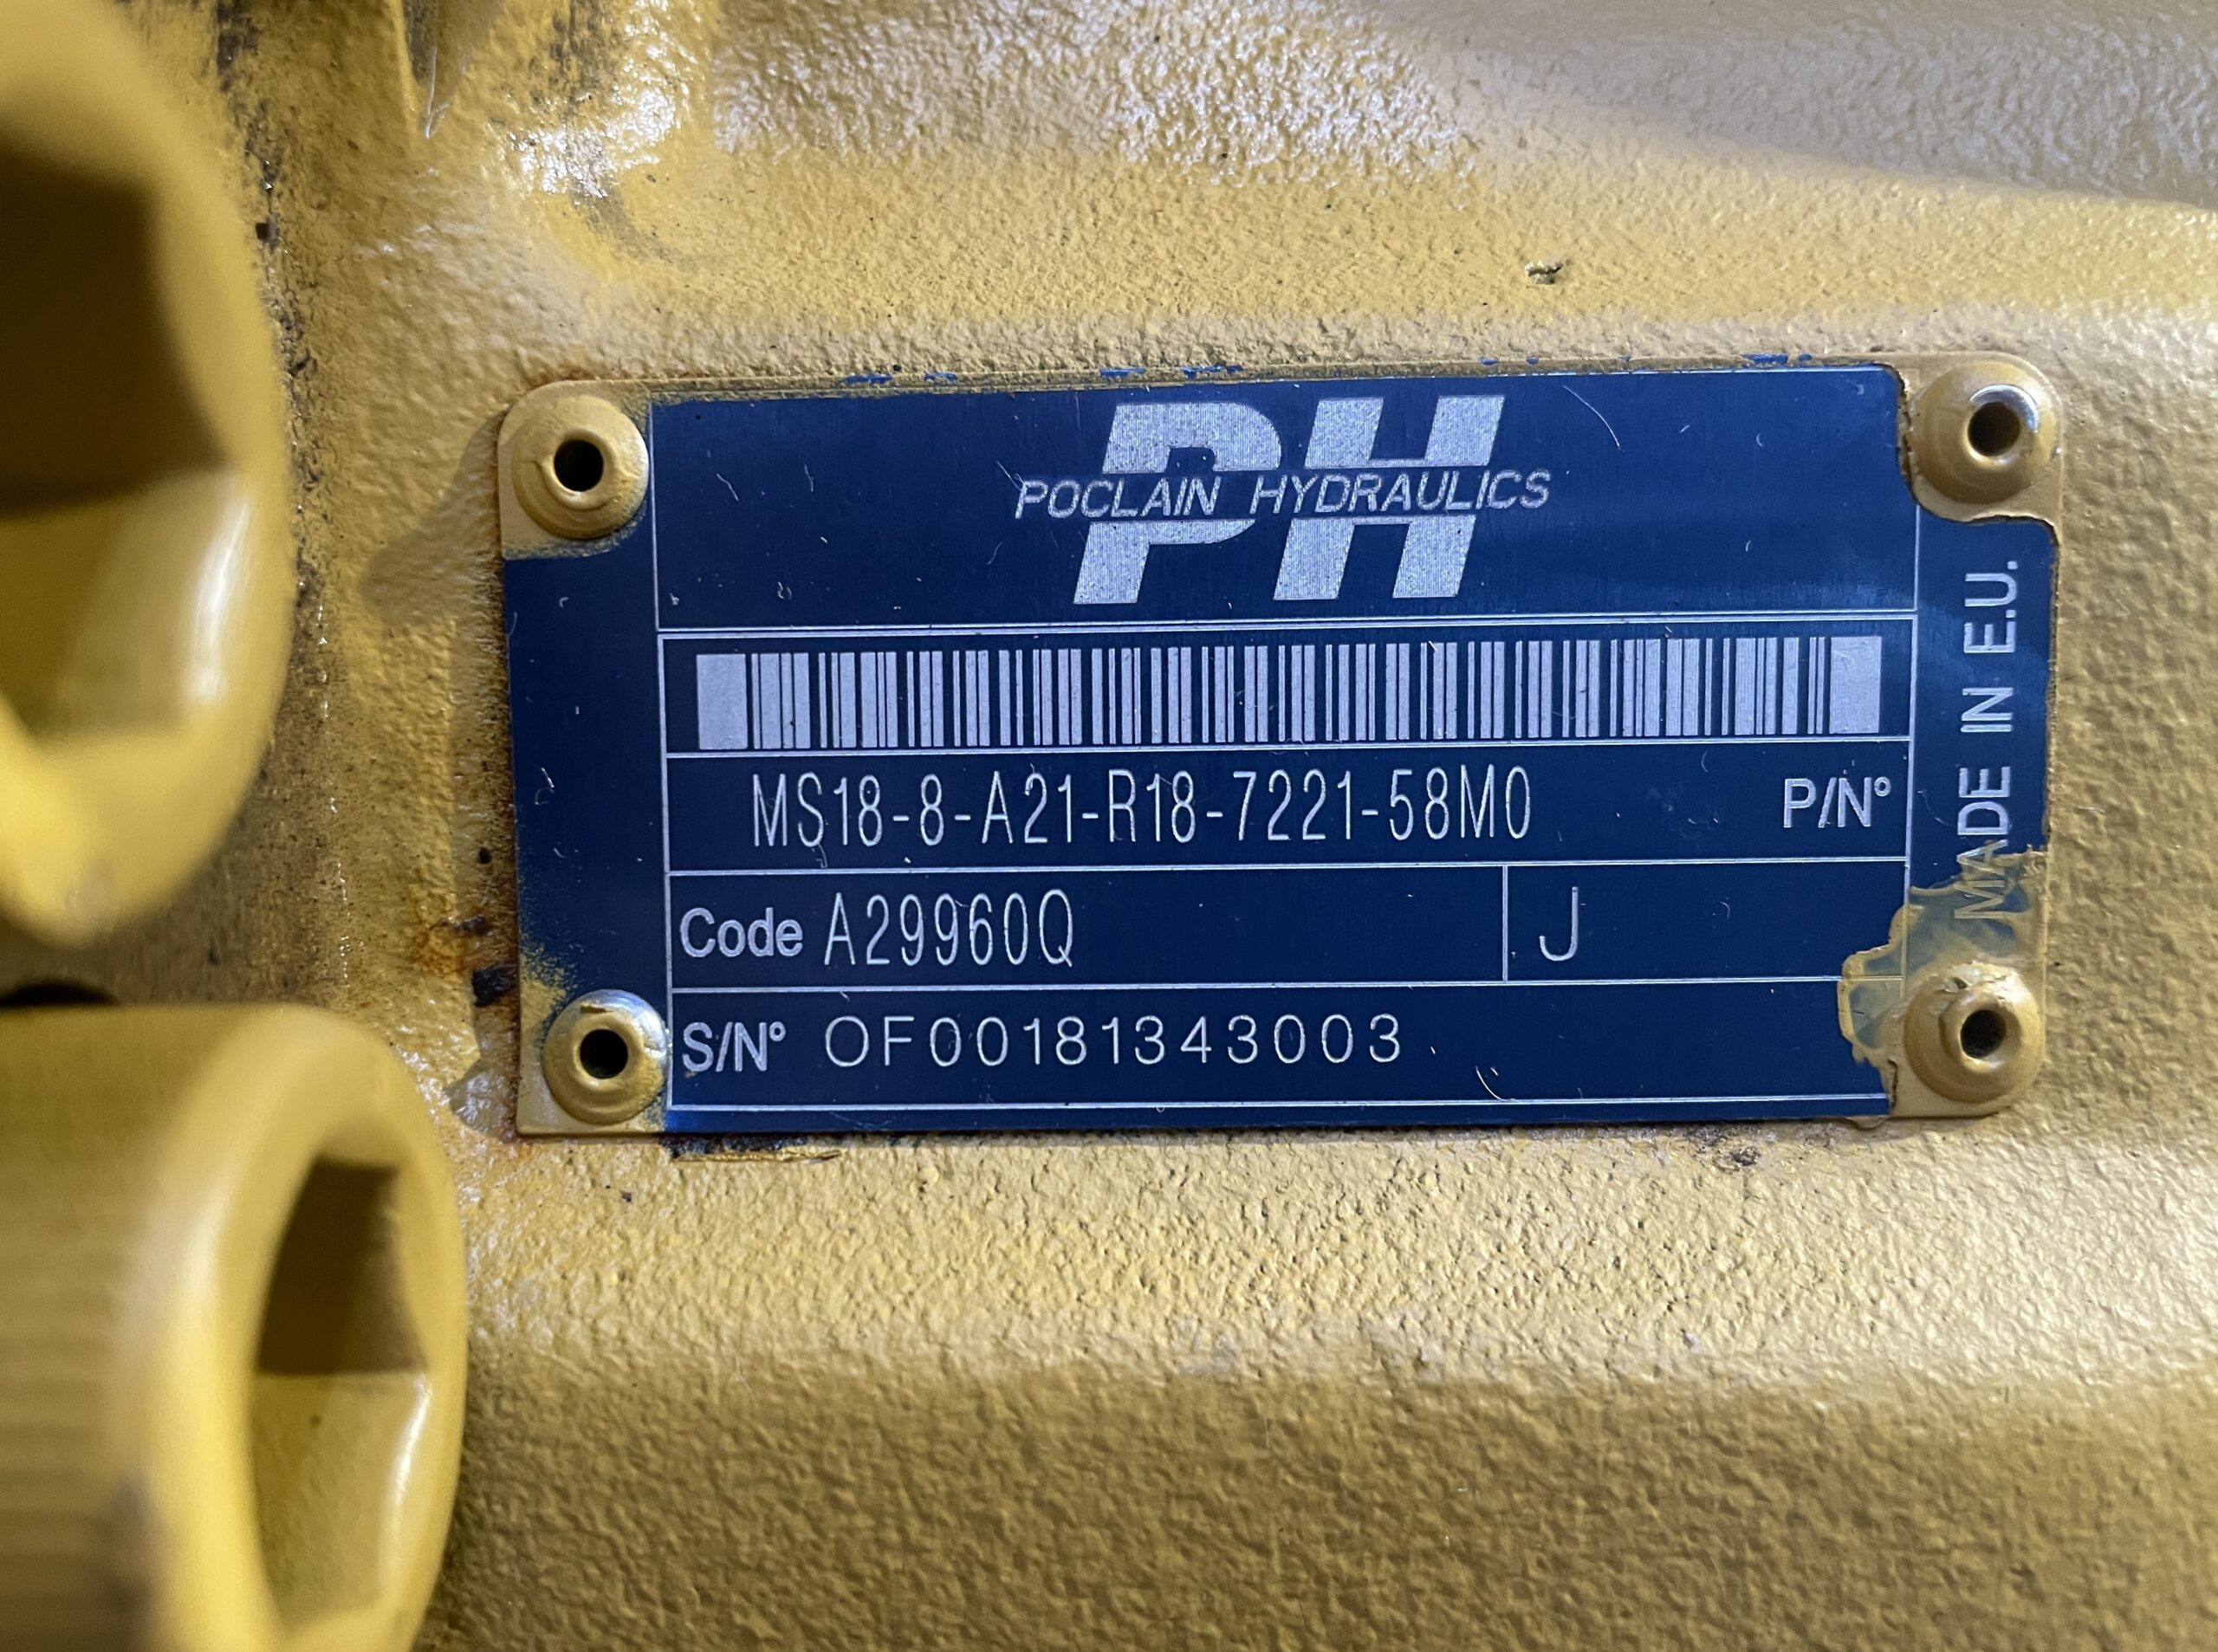 PH
POCLAIN HYDRAULICS
MS18-8-A21-R18-7221-58M0 P/N°
Code A29960Q J
S/N° OF00181343003
MADE IN E.U.